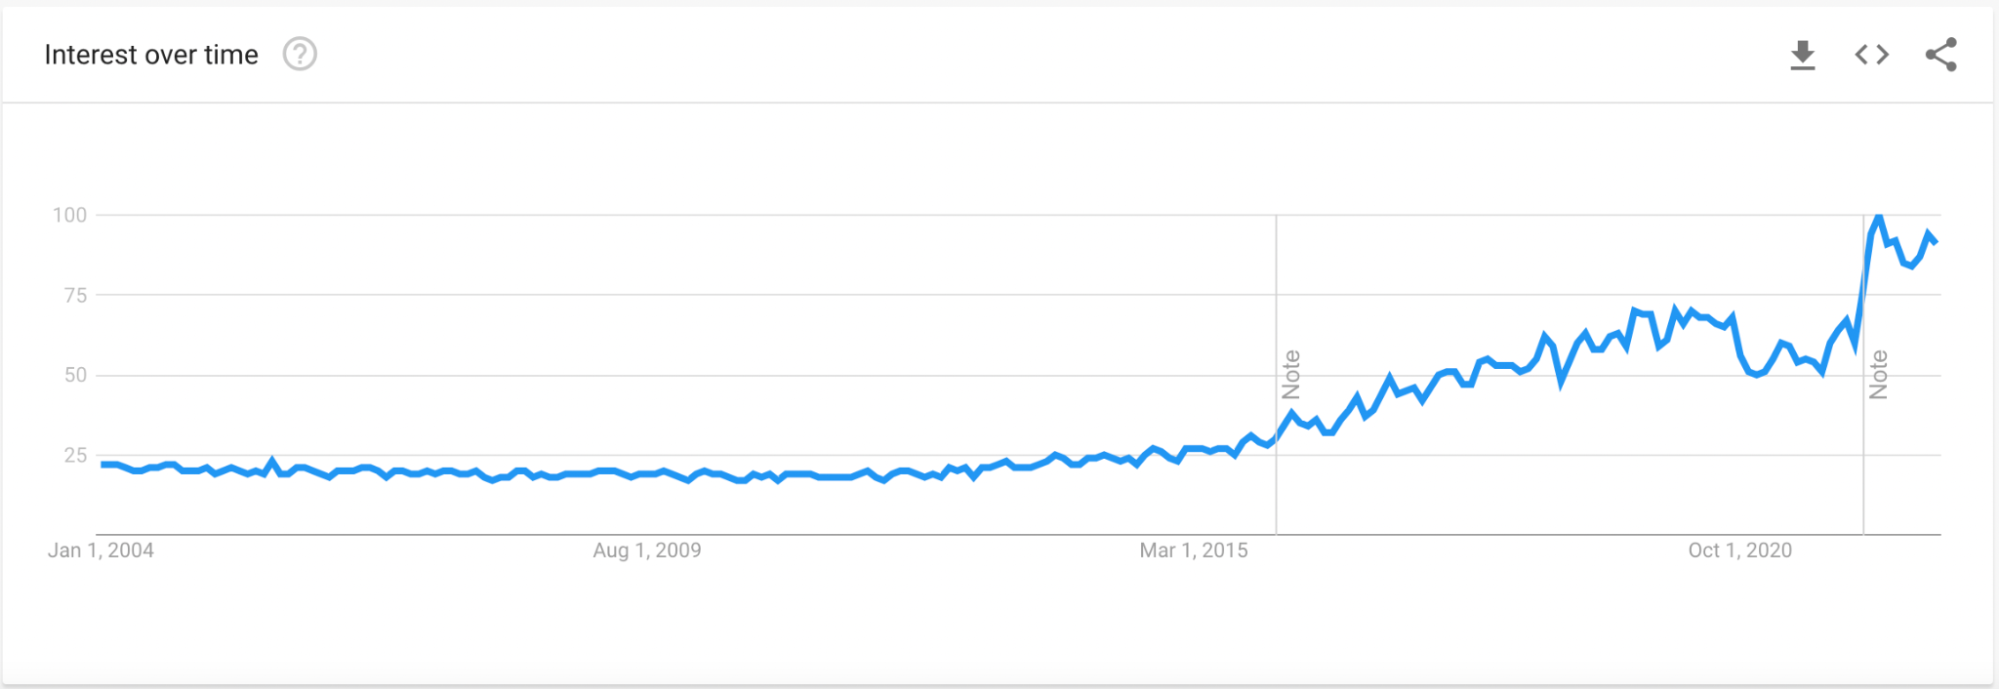 Interest over time
100
75
50
25
Note
Note
Jan 1, 2004
Aug 1, 2009
Mar 1, 2015
Oct 1, 2020